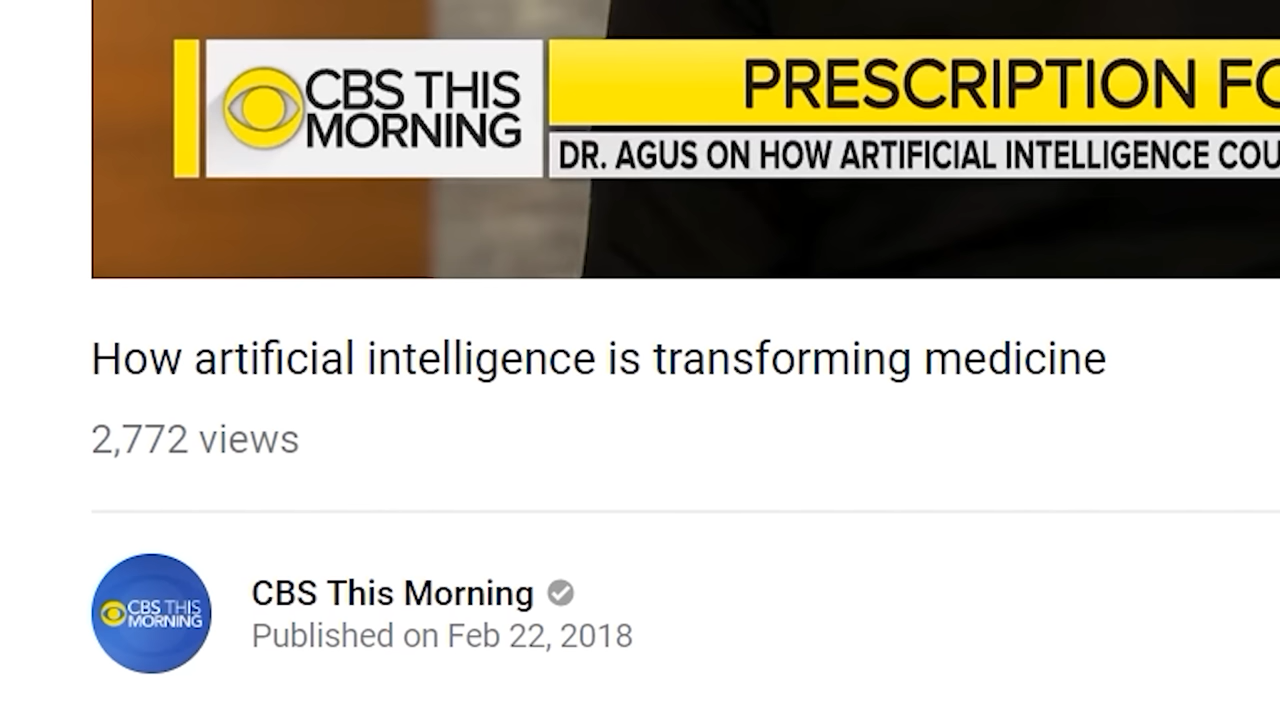 CBS THIS
MORNING
PRESCRIPTION FO
DR. AGUS ON HOW ARTIFICIAL INTELLIGENCE COU
How artificial intelligence is transforming medicine
2,772 views
CBS THIS
MORNING
CBS This Morning
Published on Feb 22, 2018